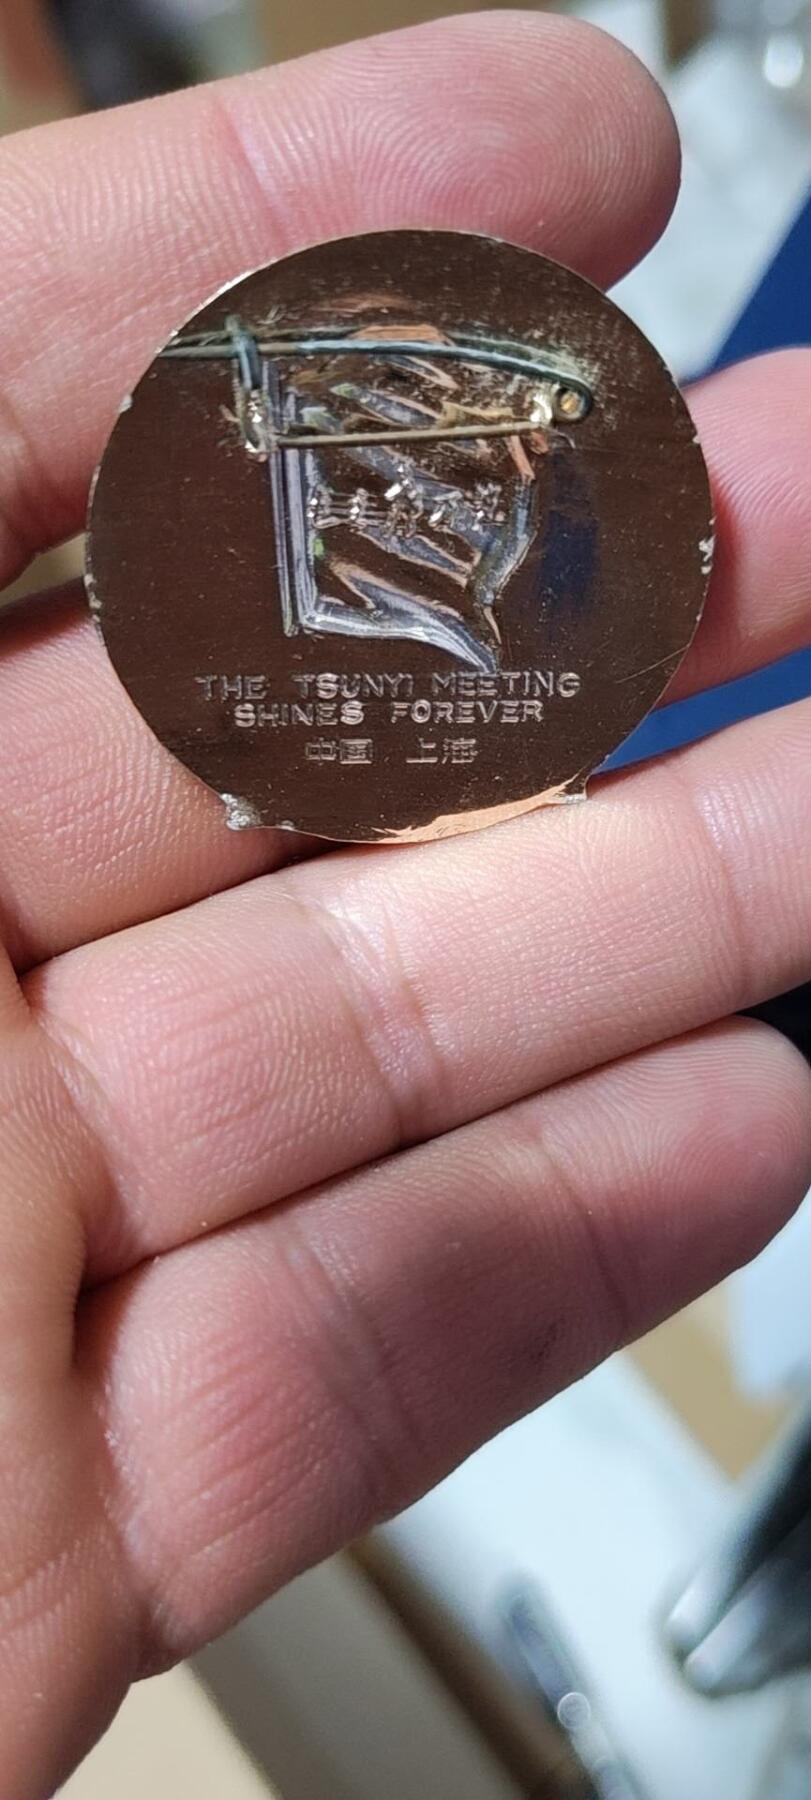 THE TSUNYI MEETING
SHINES FOREVER
中国 上海